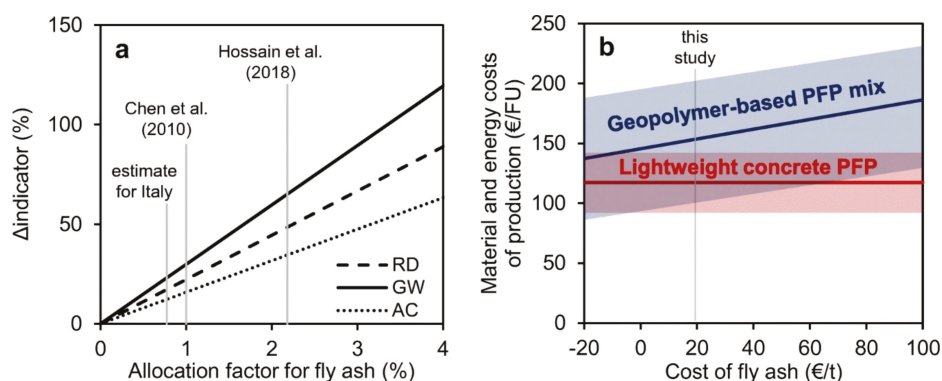 a
150
100
50
0
Δindicator (%)
Hossain et al.
(2018)
Chen et al.
(2010)
estimate
for Italy
RD
GW
AC
0
1
2
3
4
Allocation factor for fly ash (%)
b
250
200
150
100
50
0
Material and energy costs
of production (€/FU)
this
study
Geopolymer-based PFP mix
Lightweight concrete PFP
-20
0
20
40
60
80
100
Cost of fly ash (€/t)